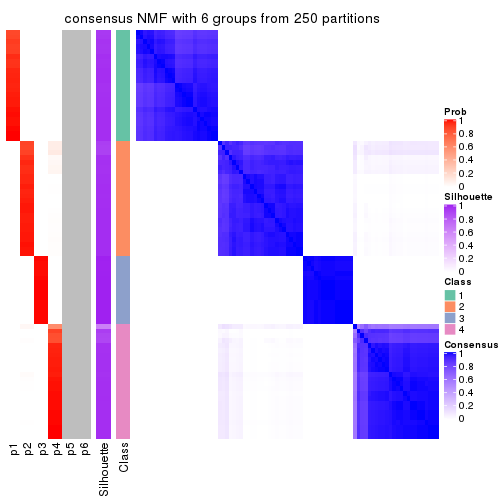 consensus NMF with 6 groups from 250 partitions
Prob
1
0.8
0.6
0.4
0.2
0
Silhouette
1
0.8
0.6
0.4
0.2
0
Class
1
2
3
4
Consensus
1
0.8
0.6
0.4
0.2
0
p1
p2
p3
p4
p5
p6
Silhouette
Class